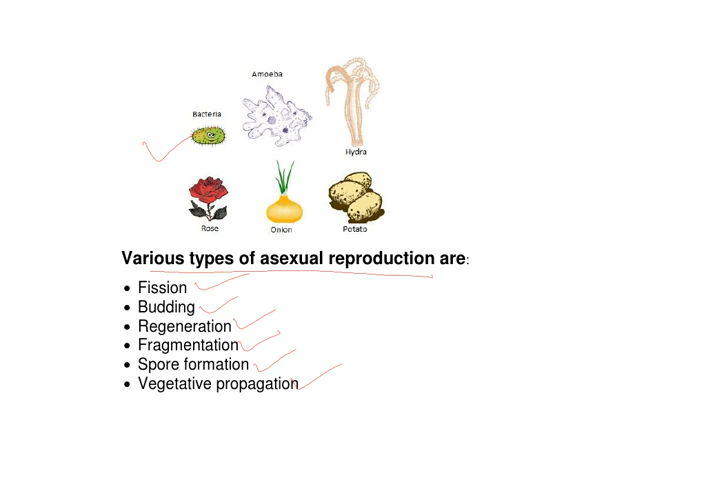 Amoeba
Bacteria
Hydra
Rose
Onion
Potato
Various types of asexual reproduction are:
• Fission
• Budding
• Regeneration
• Fragmentation
• Spore formation
• Vegetative propagation